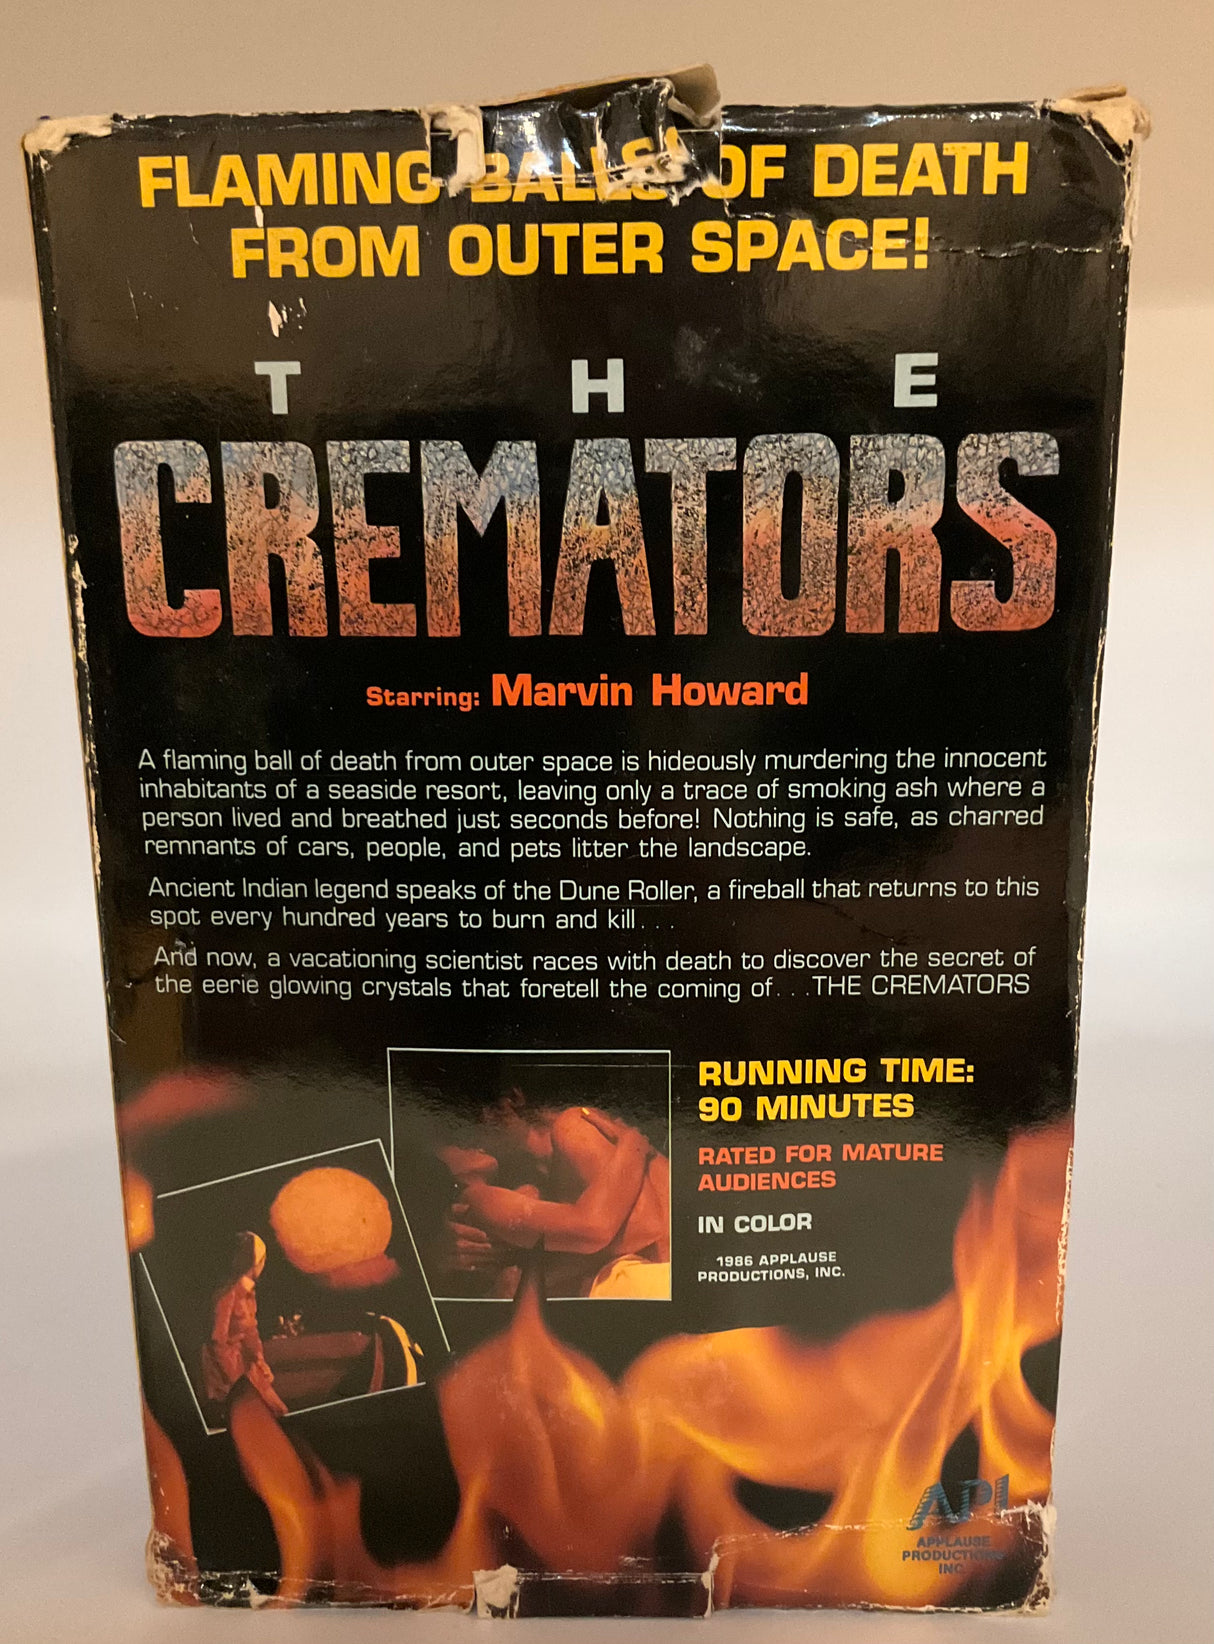 FLAMING BALLS OF DEATH
FROM OUTER SPACE!
THE
CREMATORS
Starring: Marvin Howard
A flaming ball of death from outer space is hideously murdering the innocent
inhabitants of a seaside resort, leaving only a trace of smoking ash where a
person lived and breathed just seconds before! Nothing is safe, as charred
remnants of cars, people, and pets litter the landscape.
Ancient Indian legend speaks of the Dune Roller, a fireball that returns to this
spot every hundred years to burn and kill. . .
And now, a vacationing scientist races with death to discover the secret of
the eerie glowing crystals that foretell the coming of. . .THE CREMATORS
RUNNING TIME:
90 MINUTES
RATED FOR MATURE
AUDIENCES
IN COLOR
1986 APPLAUSE
PRODUCTIONS, INC.
API
APPLAUSE
PRODUCTIONS
INC.